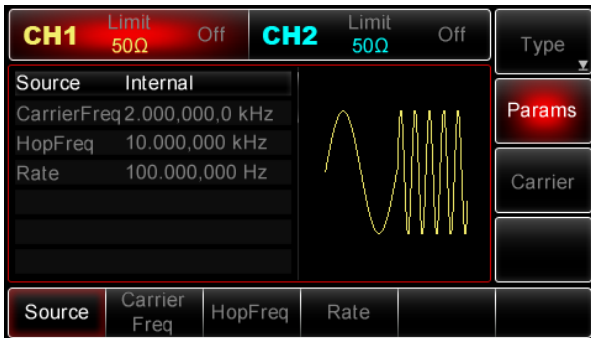 CH1 Limit 50Ω Off CH2 Limit 50Ω Off Type
Source Internal
CarrierFreq 2.000,000,0 kHz
HopFreq 10.000,000 kHz
Rate 100.000,000 Hz
Params
Carrier
Source Carrier Freq HopFreq Rate